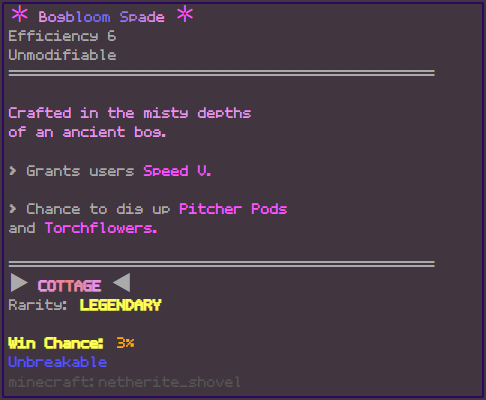 * Bogbloom Spade *
Efficiency 6
Unmodifiable
Crafted in the misty depths
of an ancient bog.
> Grants users Speed V.
> Chance to dig up Pitcher Pods
and Torchflowers.
▶ COTTAGE ◀
Rarity: LEGENDARY
Win Chance: 3%
Unbreakable
minecraft:netherite_shovel